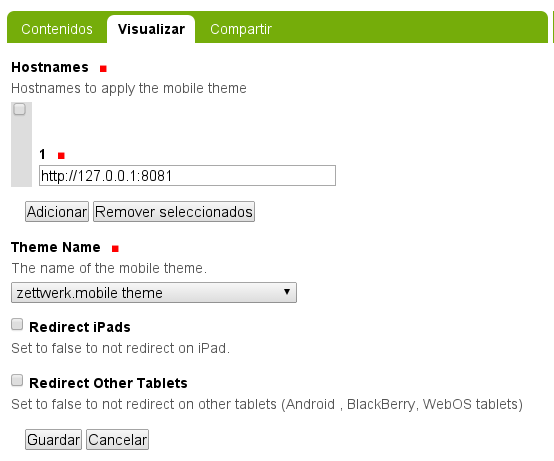 Contenidos Visualizar Compartir
Hostnames
Hostnames to apply the mobile theme
1
http://127.0.0.1:8081
Adicionar Remover seleccionados
Theme Name
The name of the mobile theme.
zettwerk.mobile theme
Redirect iPads
Set to false to not redirect on iPad.
Redirect Other Tablets
Set to false to not redirect on other tablets (Android , BlackBerry, WebOS tablets)
Guardar Cancelar